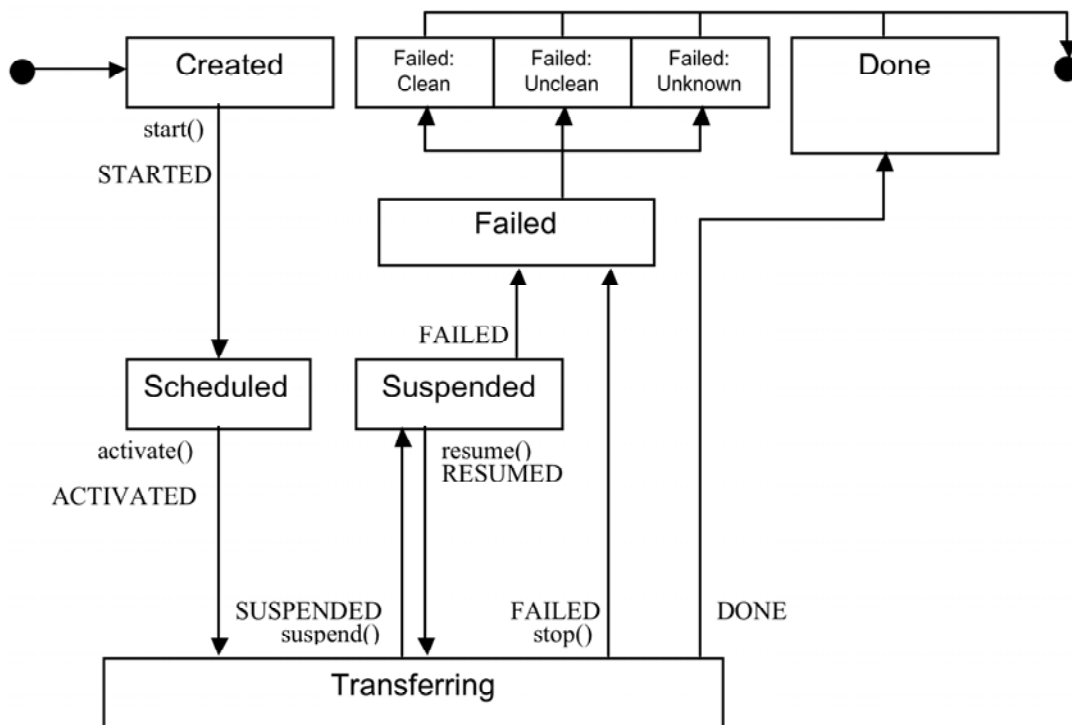 Created
Failed:
Clean
Failed:
Unclean
Failed:
Unknown
Done
start()
STARTED
Failed
FAILED
Scheduled
Suspended
activate()
ACTIVATED
resume()
RESUMED
SUSPENDED
suspend()
FAILED
stop()
DONE
Transferring